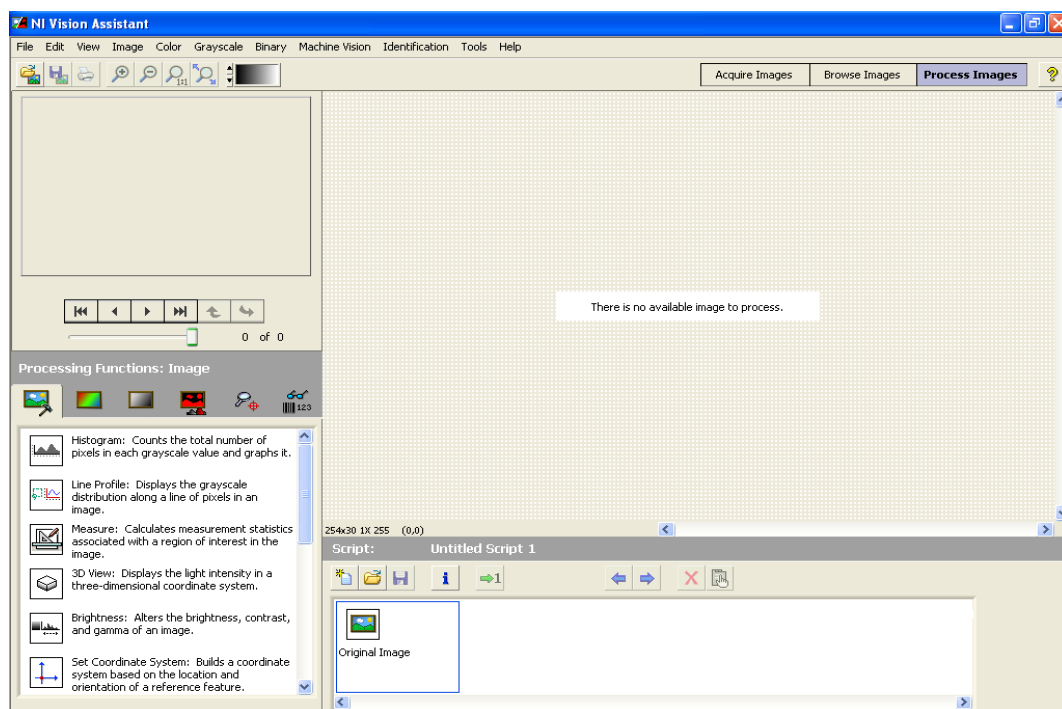 NI Vision Assistant
File Edit View Image Color Grayscale Binary Machine Vision Identification Tools Help
1:1
Acquire Images Browse Images Process Images ?
There is no available image to process.
0 of 0
Processing Functions: Image
123
Histogram: Counts the total number of
pixels in each grayscale value and graphs it.
Line Profile: Displays the grayscale
distribution along a line of pixels in an
image.
Measure: Calculates measurement statistics
associated with a region of interest in the
image.
3D View: Displays the light intensity in a
three-dimensional coordinate system.
Brightness: Alters the brightness, contrast,
and gamma of an image.
Set Coordinate System: Builds a coordinate
system based on the location and
orientation of a reference feature.
254x30 1X 255 (0,0)
Script: Untitled Script 1
i 1
Original Image